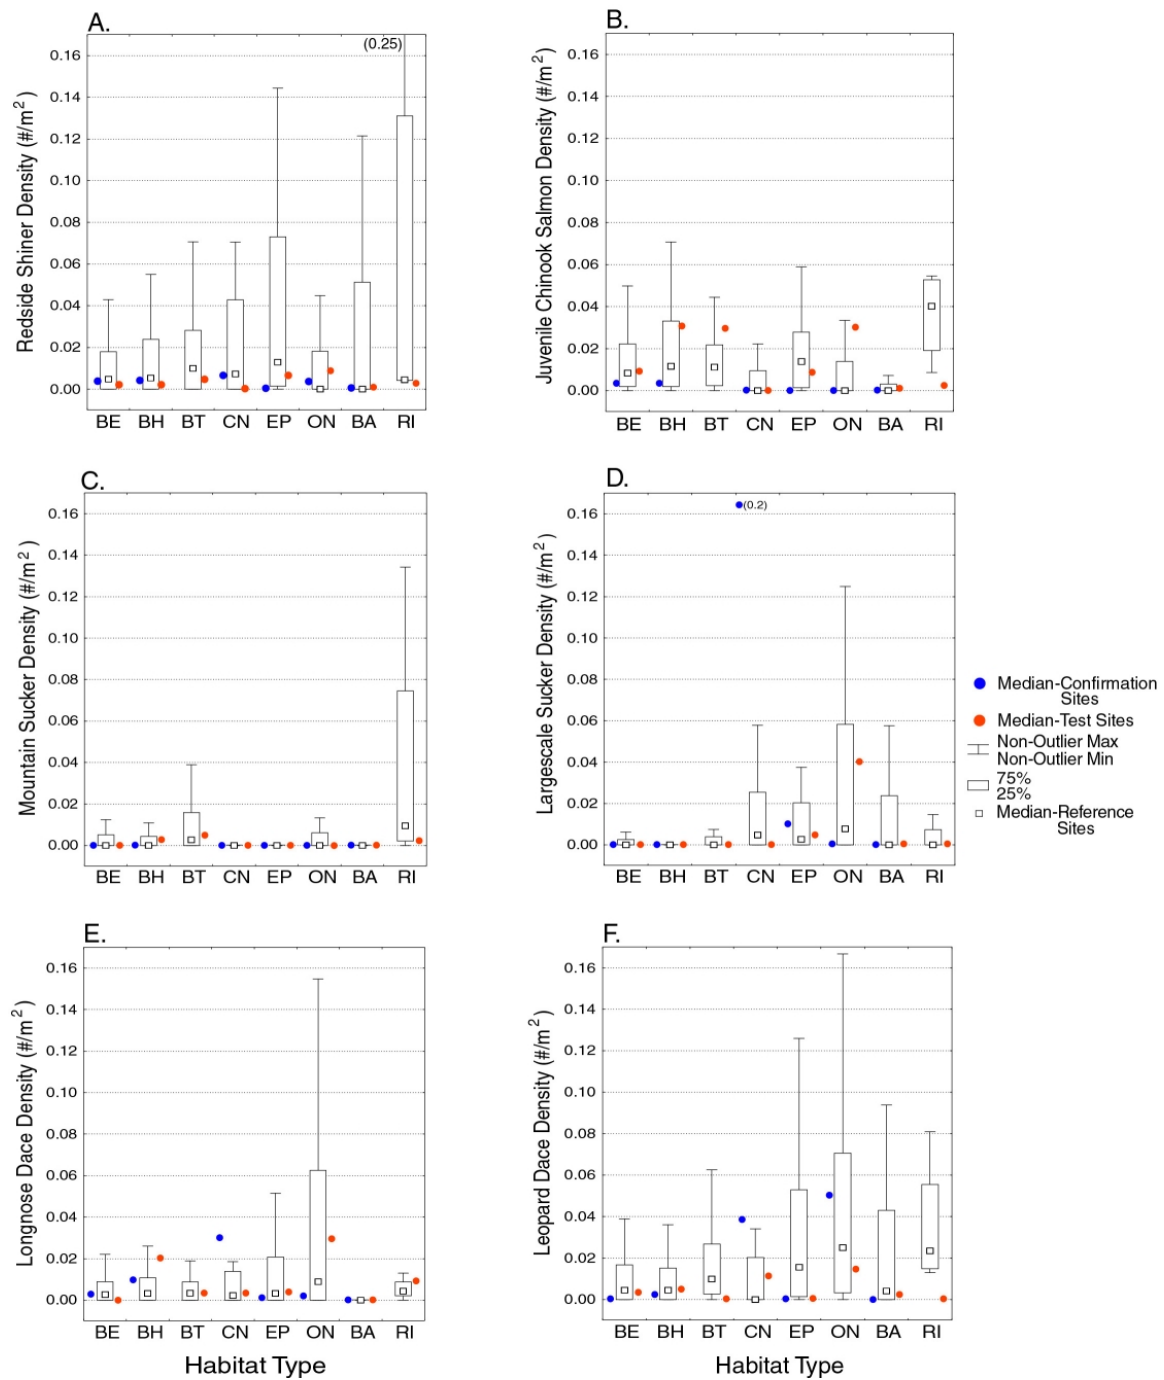 A.
(0.25)
0.16
0.14
0.12
0.10
0.08
0.06
0.04
0.02
0.00
Redside Shiner Density (#/m²)
BE BH BT CN EP ON BA RI
B.
0.16
0.14
0.12
0.10
0.08
0.06
0.04
0.02
0.00
Juvenile Chinook Salmon Density (#/m²)
BE BH BT CN EP ON BA RI
C.
0.16
0.14
0.12
0.10
0.08
0.06
0.04
0.02
0.00
Mountain Sucker Density (#/m²)
BE BH BT CN EP ON BA RI
D.
(0.2)
0.16
0.14
0.12
0.10
0.08
0.06
0.04
0.02
0.00
Largescale Sucker Density (#/m²)
BE BH BT CN EP ON BA RI
Median-Confirmation
Sites
Median-Test Sites
Non-Outlier Max
Non-Outlier Min
75%
25%
Median-Reference
Sites
E.
0.16
0.14
0.12
0.10
0.08
0.06
0.04
0.02
0.00
Longnose Dace Density (#/m²)
BE BH BT CN EP ON BA RI
Habitat Type
F.
0.16
0.14
0.12
0.10
0.08
0.06
0.04
0.02
0.00
Leopard Dace Density (#/m²)
BE BH BT CN EP ON BA RI
Habitat Type